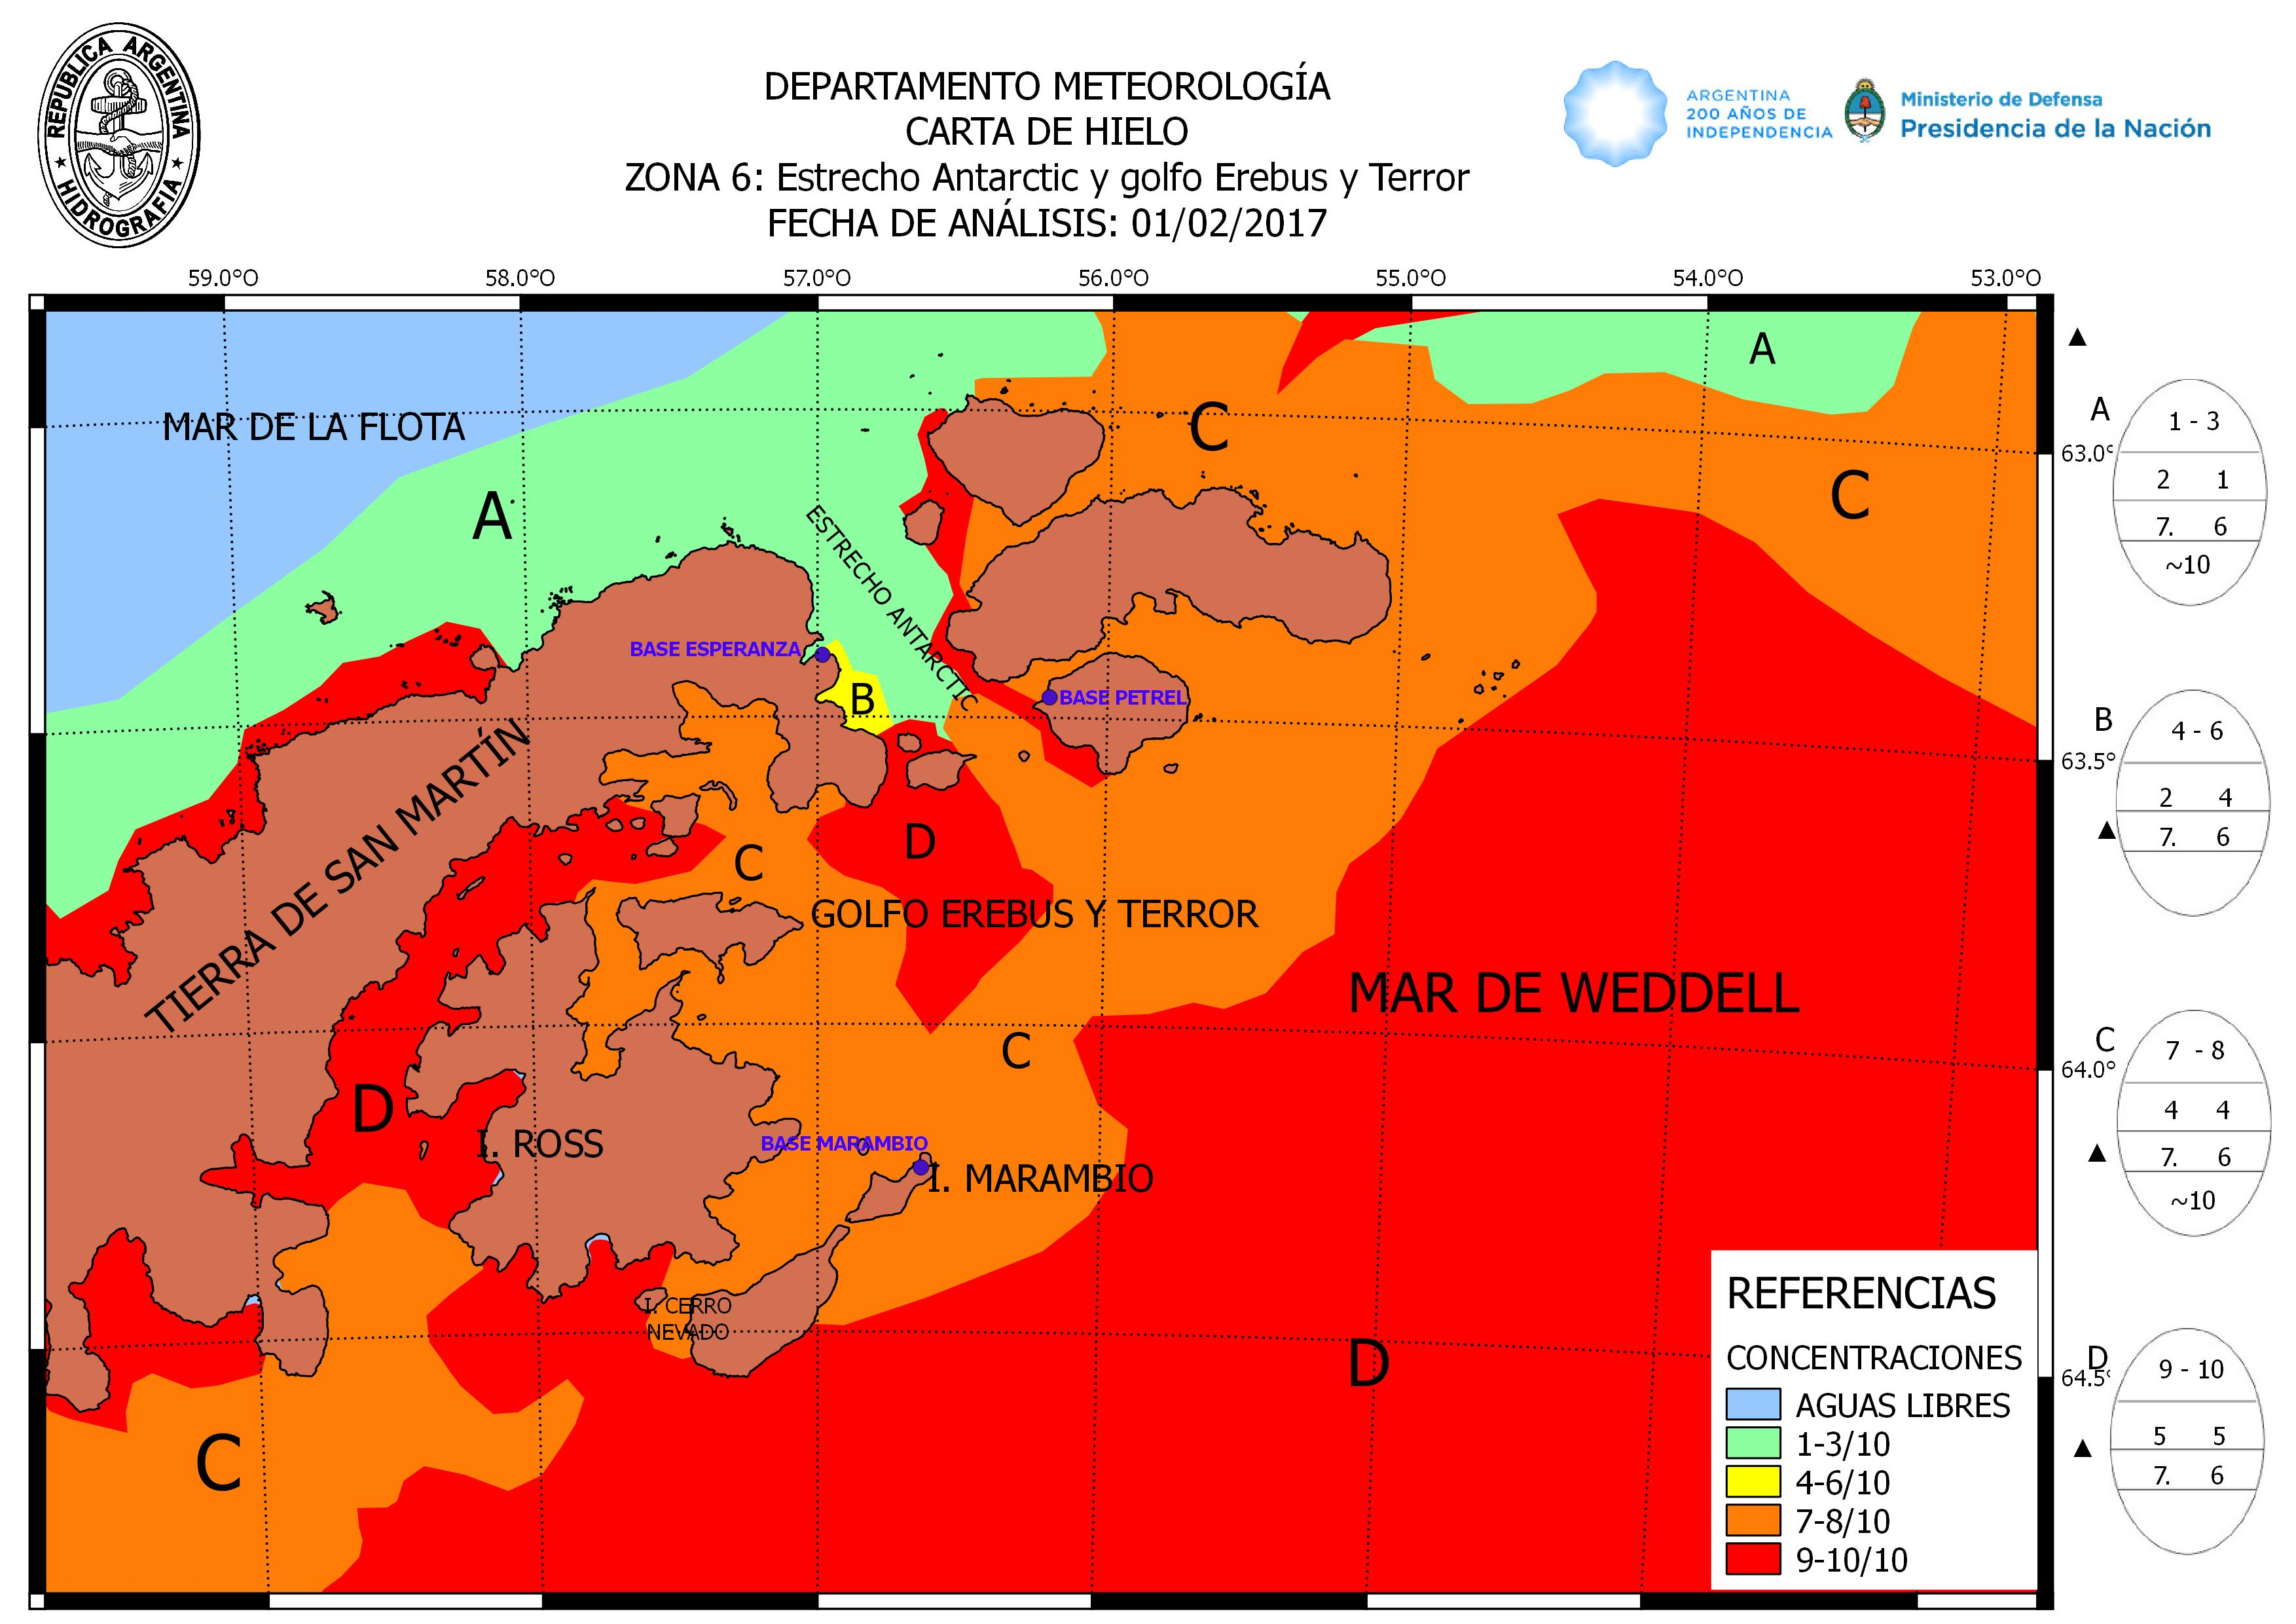 REPUBLICA ARGENTINA
★ HIDROGRAFIA ★
DEPARTAMENTO METEOROLOGÍA
CARTA DE HIELO
ZONA 6: Estrecho Antarctic y golfo Erebus y Terror
FECHA DE ANÁLISIS: 01/02/2017
ARGENTINA
200 AÑOS DE
INDEPENDENCIA
Ministerio de Defensa
Presidencia de la Nación
59.0°O 58.0°O 57.0°O 56.0°O 55.0°O 54.0°O 53.0°O
A
MAR DE LA FLOTA
C
C
A
ESTRECHO ANTARCTIC
BASE ESPERANZA
B
BASE PETREL
TIERRA DE SAN MARTÍN
D
C
GOLFO EREBUS Y TERROR
MAR DE WEDDELL
C
D
I. ROSS
BASE MARAMBIO
I. MARAMBIO
I. CERRO
NEVADO
D
C
63.0°
63.5°
64.0°
64.5°
A
1 - 3
2 1
7. 6
~10
B
4 - 6
2 4
7. 6
C
7 - 8
4 4
7. 6
~10
D
9 - 10
5 5
7. 6
REFERENCIAS
CONCENTRACIONES
AGUAS LIBRES
1-3/10
4-6/10
7-8/10
9-10/10